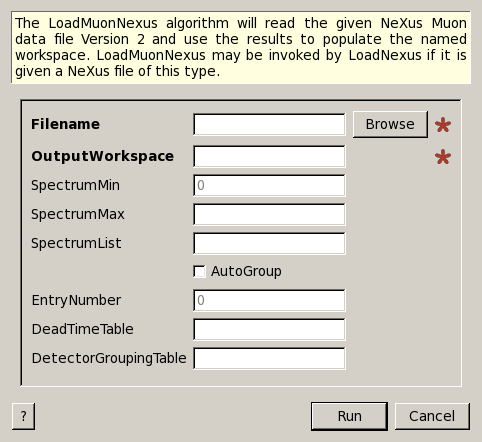 The LoadMuonNexus algorithm will read the given NeXus Muon
data file Version 2 and use the results to populate the named
workspace. LoadMuonNexus may be invoked by LoadNexus if it is
given a NeXus file of this type.
Filename Browse *
OutputWorkspace *
SpectrumMin 0
SpectrumMax
SpectrumList
AutoGroup
EntryNumber 0
DeadTimeTable
DetectorGroupingTable
? Run Cancel